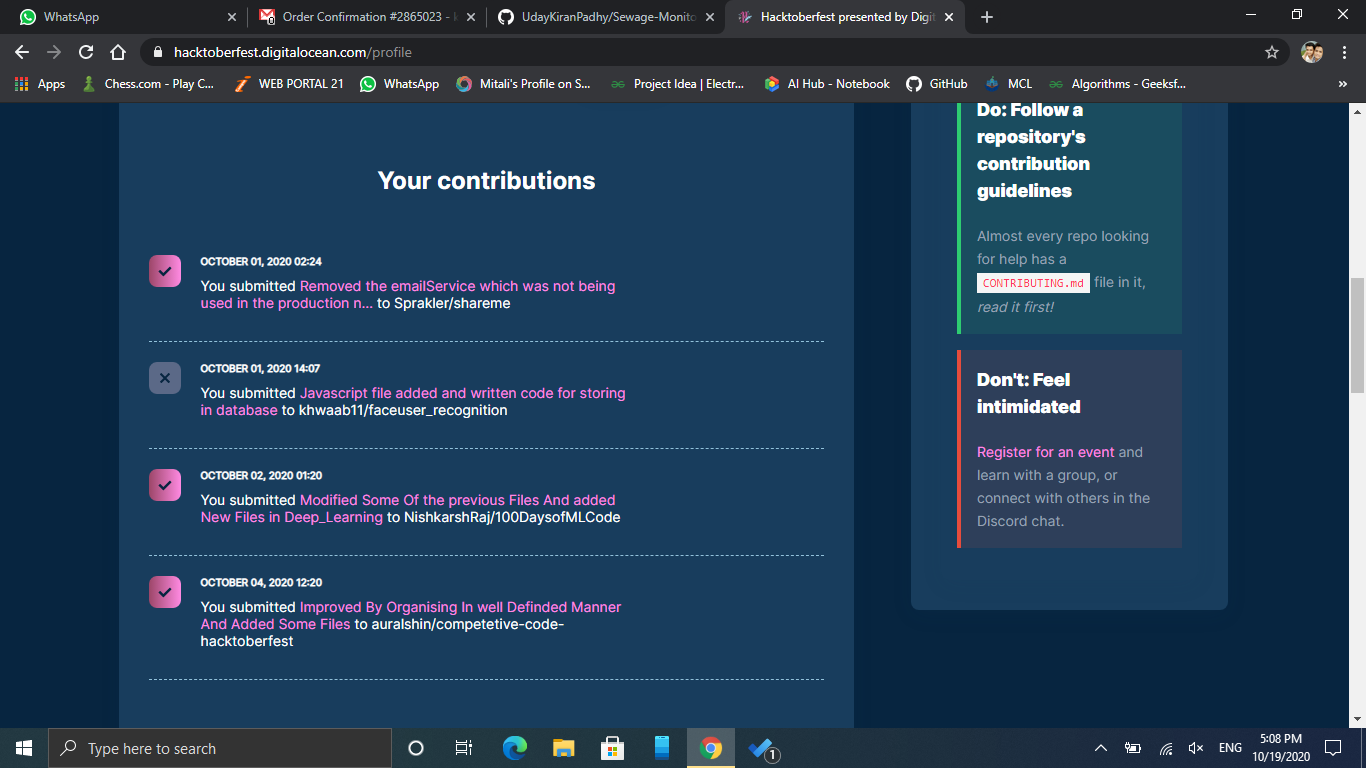 WhatsApp
Order Confirmation #2865023 -
UdayKiranPadhy/Sewage-Monito
Hacktoberfest presented by Digit
hacktoberfest.digitalocean.com/profile
Apps
Chess.com - Play C...
WEB PORTAL 21
WhatsApp
Mitali's Profile on S...
Project Idea | Electr...
AI Hub - Notebook
GitHub
MCL
Algorithms - Geeksf...
»
Your contributions
OCTOBER 01, 2020 02:24
You submitted Removed the emailService which was not being
used in the production n... to Sprakler/shareme
OCTOBER 01, 2020 14:07
You submitted Javascript file added and written code for storing
in database to khwaab11/faceuser_recognition
OCTOBER 02, 2020 01:20
You submitted Modified Some Of the previous Files And added
New Files in Deep_Learning to NishkarshRaj/100DaysofMLCode
OCTOBER 04, 2020 12:20
You submitted Improved By Organising In well Definded Manner
And Added Some Files to auralshin/competetive-code-
hacktoberfest
Do: Follow a
repository's
contribution
guidelines
Almost every repo looking
for help has a
CONTRIBUTING.md file in it,
read it first!
Don't: Feel
intimidated
Register for an event and
learn with a group, or
connect with others in the
Discord chat.
Type here to search
1
ENG
5:08 PM
10/19/2020